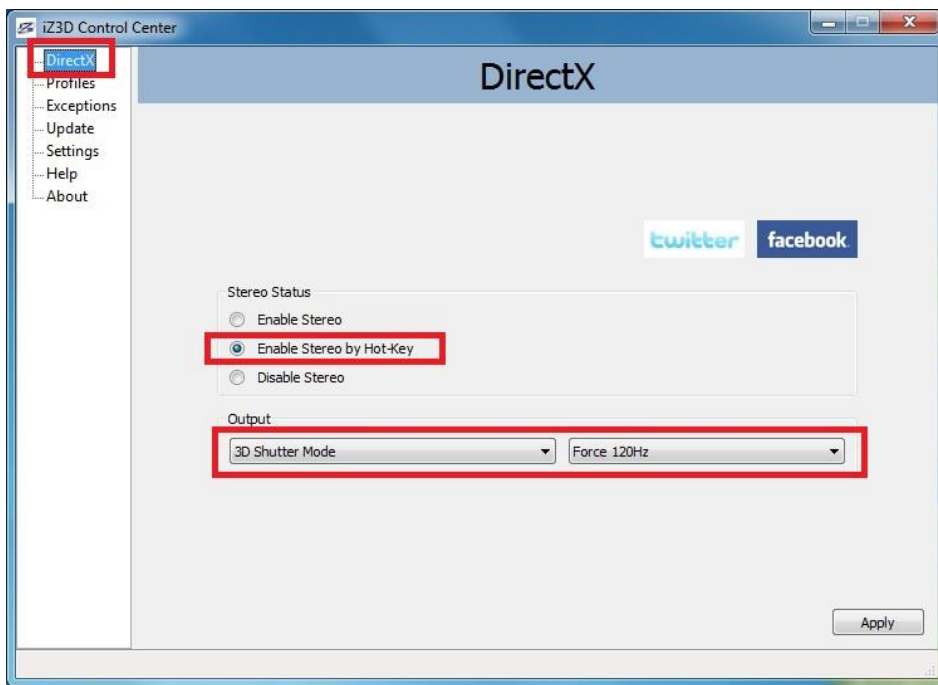 iZ3D Control Center
DirectX
Profiles
Exceptions
Update
Settings
Help
About
DirectX
twitter facebook
Stereo Status
Enable Stereo
Enable Stereo by Hot-Key
Disable Stereo
Output
3D Shutter Mode Force 120Hz
Apply